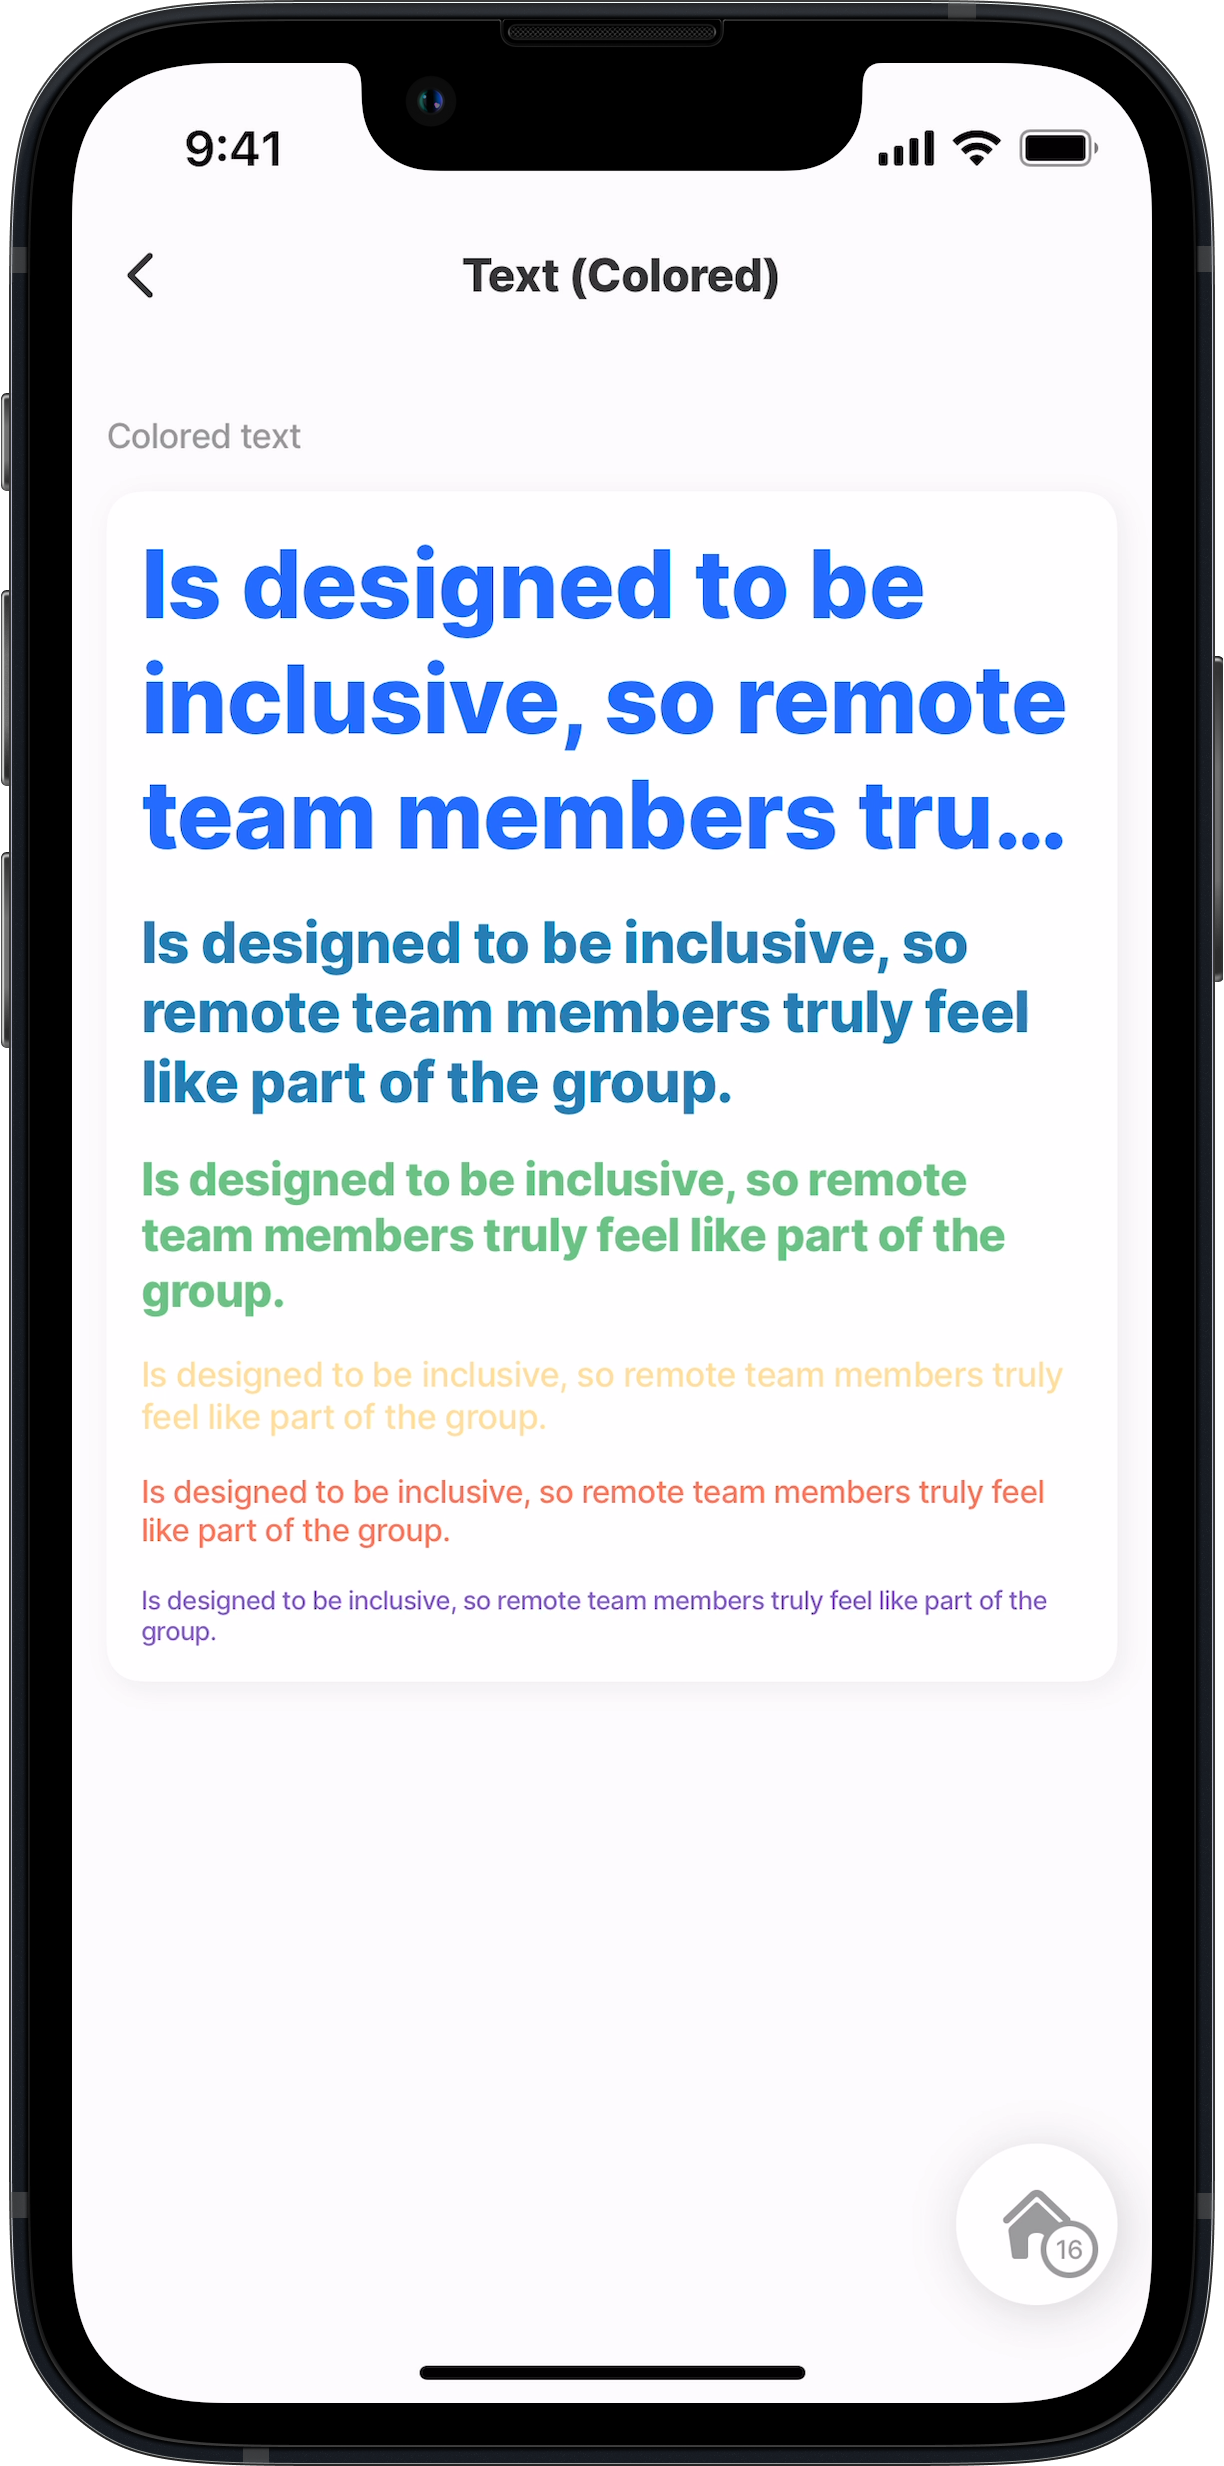 9:41
Text (Colored)
Colored text
Is designed to be
inclusive, so remote
team members tru...
Is designed to be inclusive, so
remote team members truly feel
like part of the group.
Is designed to be inclusive, so remote
team members truly feel like part of the
group.
Is designed to be inclusive, so remote team members truly
feel like part of the group.
Is designed to be inclusive, so remote team members truly feel
like part of the group.
Is designed to be inclusive, so remote team members truly feel like part of the
group.
16